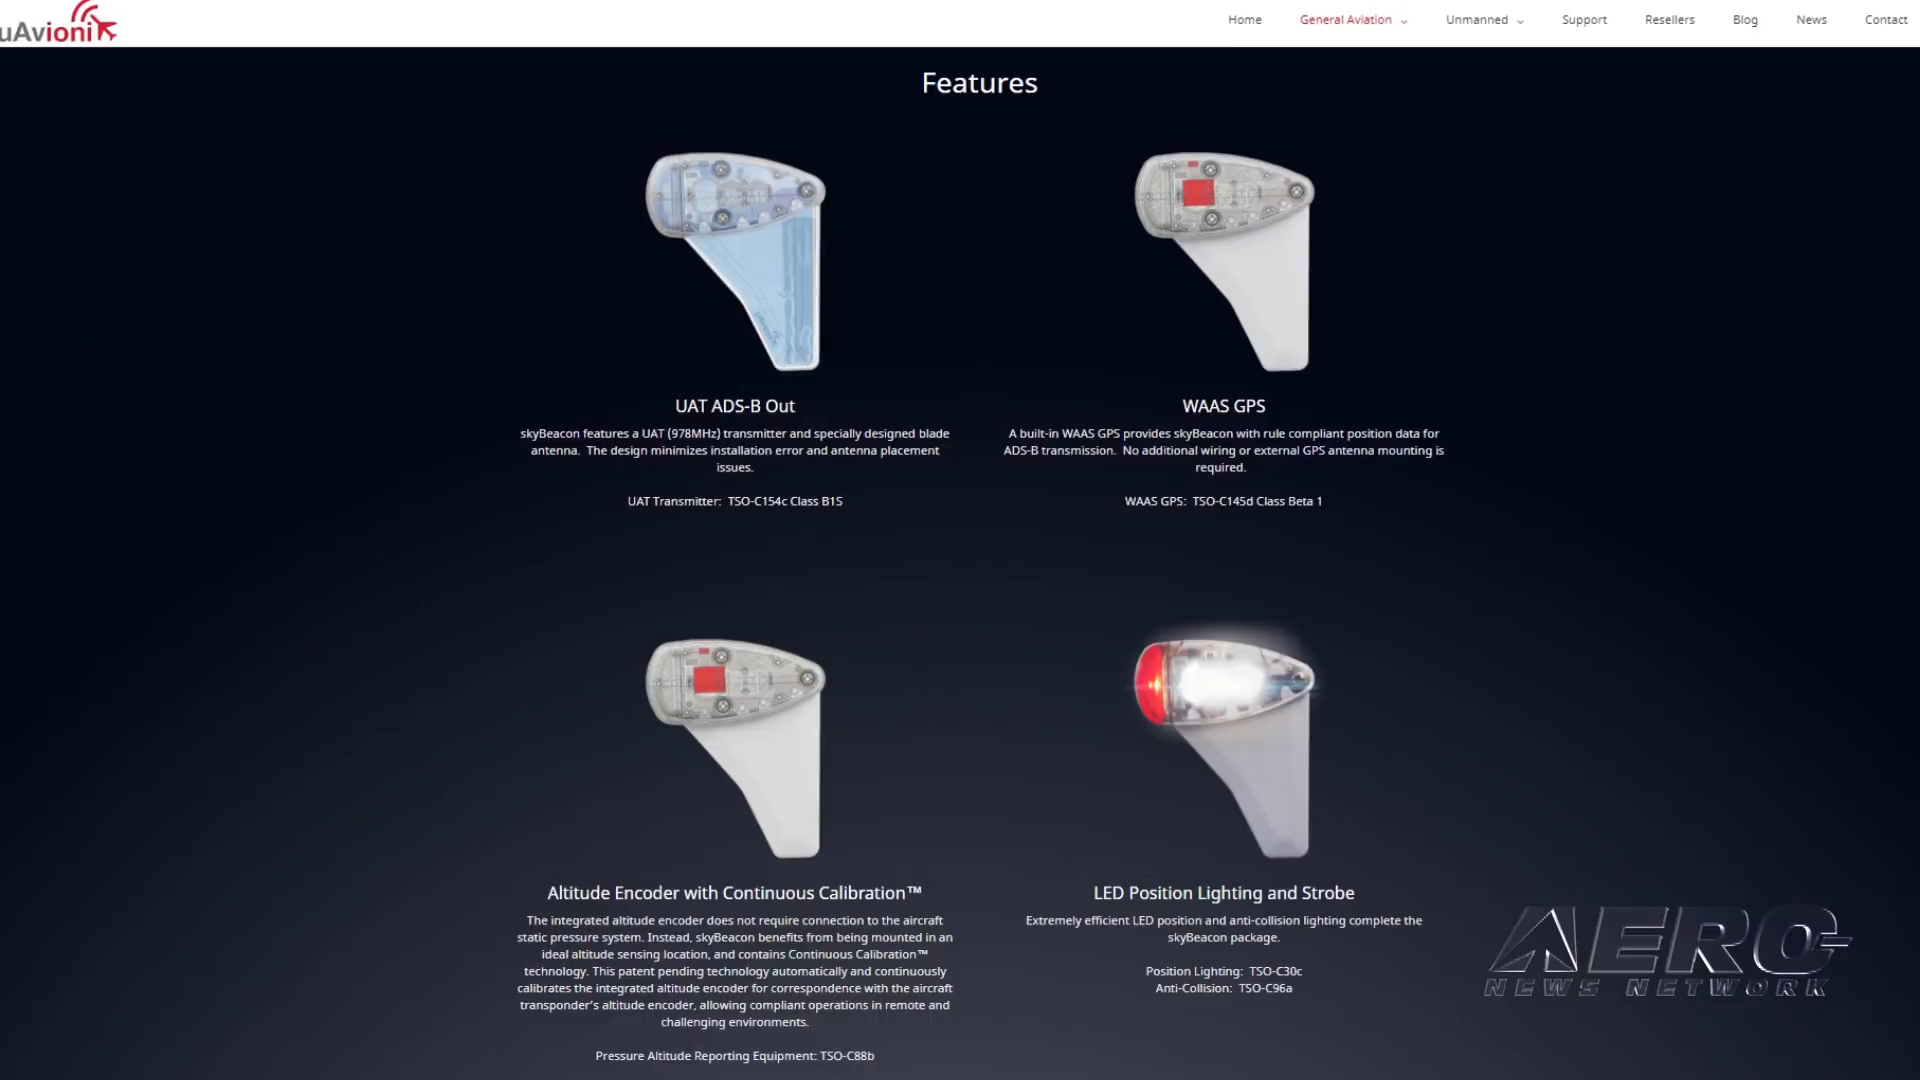 uAvionix
Home
General Aviation
Unmanned
Support
Resellers
Blog
News
Contact
Features
UAT ADS-B Out
skyBeacon features a UAT (978MHz) transmitter and specially designed blade
antenna. The design minimizes installation error and antenna placement
issues.
UAT Transmitter: TSO-C154c Class B1S
WAAS GPS
A built-in WAAS GPS provides skyBeacon with rule compliant position data for
ADS-B transmission. No additional wiring or external GPS antenna mounting is
required.
WAAS GPS: TSO-C145d Class Beta 1
Altitude Encoder with Continuous Calibration™
The integrated altitude encoder does not require connection to the aircraft
static pressure system. Instead, skyBeacon benefits from being mounted in an
ideal altitude sensing location, and contains Continuous Calibration™
technology. This patent pending technology automatically and continuously
calibrates the integrated altitude encoder for correspondence with the aircraft
transponder's altitude encoder, allowing compliant operations in remote and
challenging environments.
Pressure Altitude Reporting Equipment: TSO-C88b
LED Position Lighting and Strobe
Extremely efficient LED position and anti-collision lighting complete the
skyBeacon package.
Position Lighting: TSO-C30c
Anti-Collision: TSO-C96a
AERO-
NEWS NETWORK